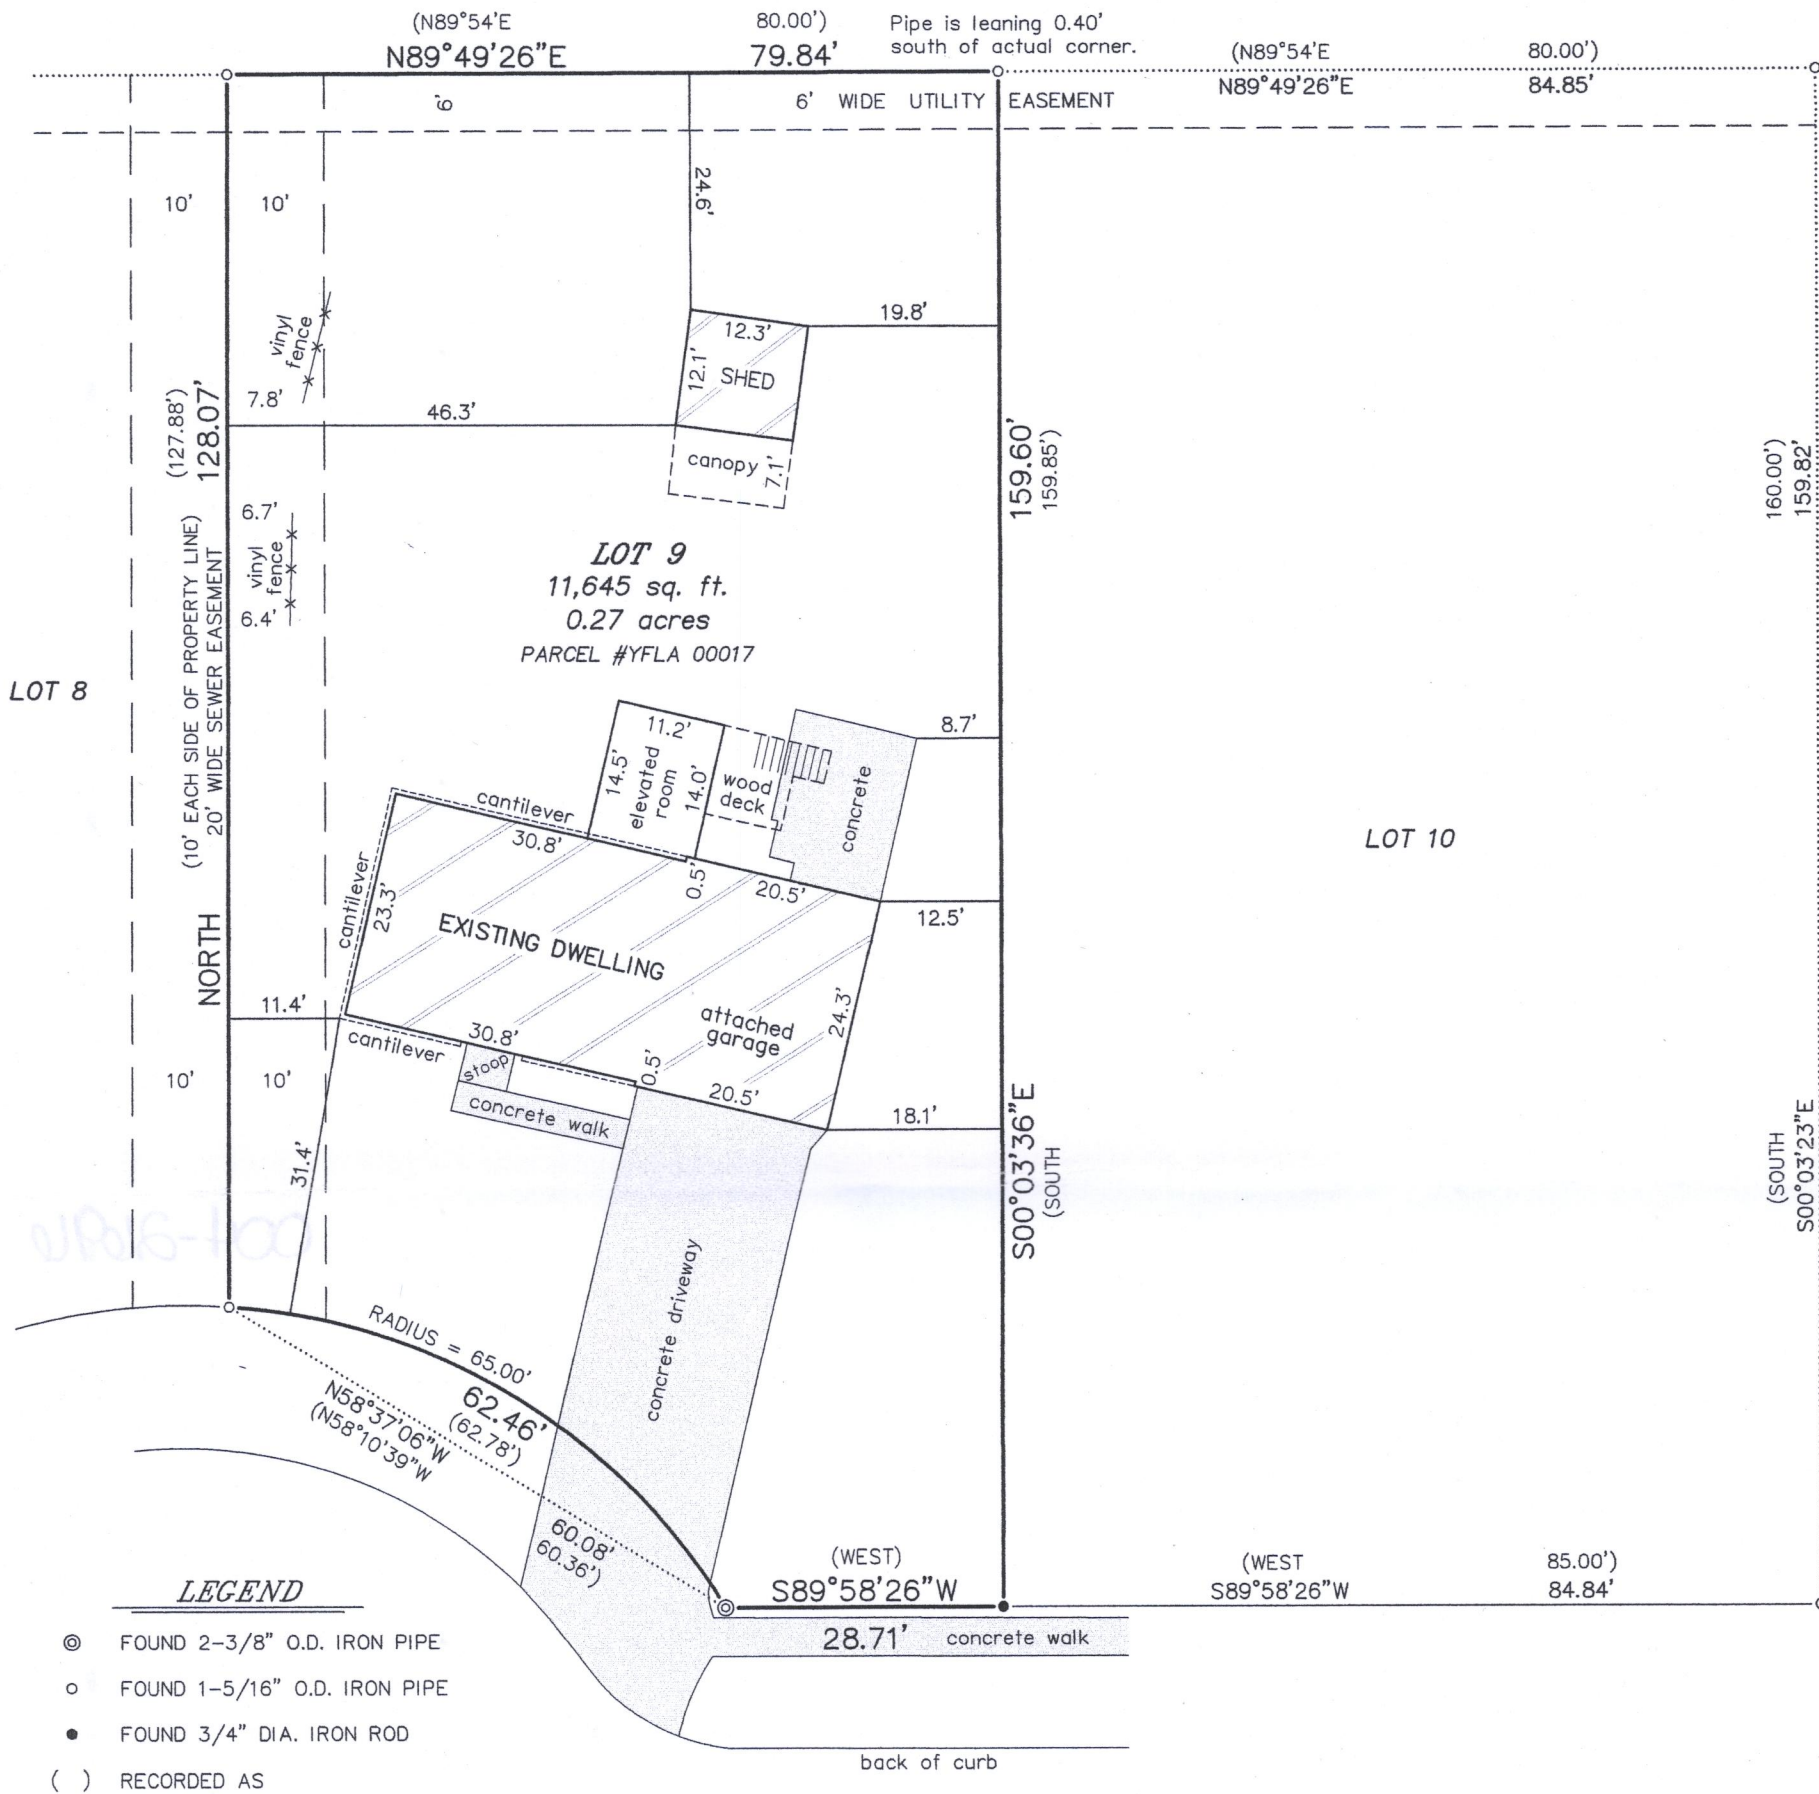 (N89°54'E 80.00')
N89°49'26"E 79.84'
Pipe is leaning 0.40'
south of actual corner.
(N89°54'E 80.00')
N89°49'26"E 84.85'
6'
6' WIDE UTILITY EASEMENT
10' 10'
24.6'
19.8'
12.3'
12.1'
SHED
vinyl
fence
7.8'
46.3'
canopy
7.1'
(127.88')
128.07'
159.60'
159.85')
160.00')
159.82'
6.7'
vinyl
fence
6.4'
LOT 9
11,645 sq. ft.
0.27 acres
PARCEL #YFLA 00017
LOT 8
(10' EACH SIDE OF PROPERTY LINE)
20' WIDE SEWER EASEMENT
11.2'
14.5'
elevated
room
14.0'
wood
deck
concrete
8.7'
LOT 10
cantilever
30.8'
0.5'
20.5'
12.5'
cantilever
23.3'
EXISTING DWELLING
NORTH
11.4'
attached
garage
24.3'
cantilever
30.8'
stoop
0.5'
20.5'
18.1'
concrete walk
10' 10'
31.4'
S00°03'36"E
(SOUTH
(SOUTH
S00°03'23"E
concrete driveway
RADIUS = 65.00'
62.46'
(62.78')
N58°37'06"W
(N58°10'39"W
60.08'
60.36')
(WEST)
S89°58'26"W
28.71'
concrete walk
(WEST 85.00')
S89°58'26"W 84.84'
back of curb
LEGEND
FOUND 2-3/8" O.D. IRON PIPE
FOUND 1-5/16" O.D. IRON PIPE
FOUND 3/4" DIA. IRON ROD
( ) RECORDED AS